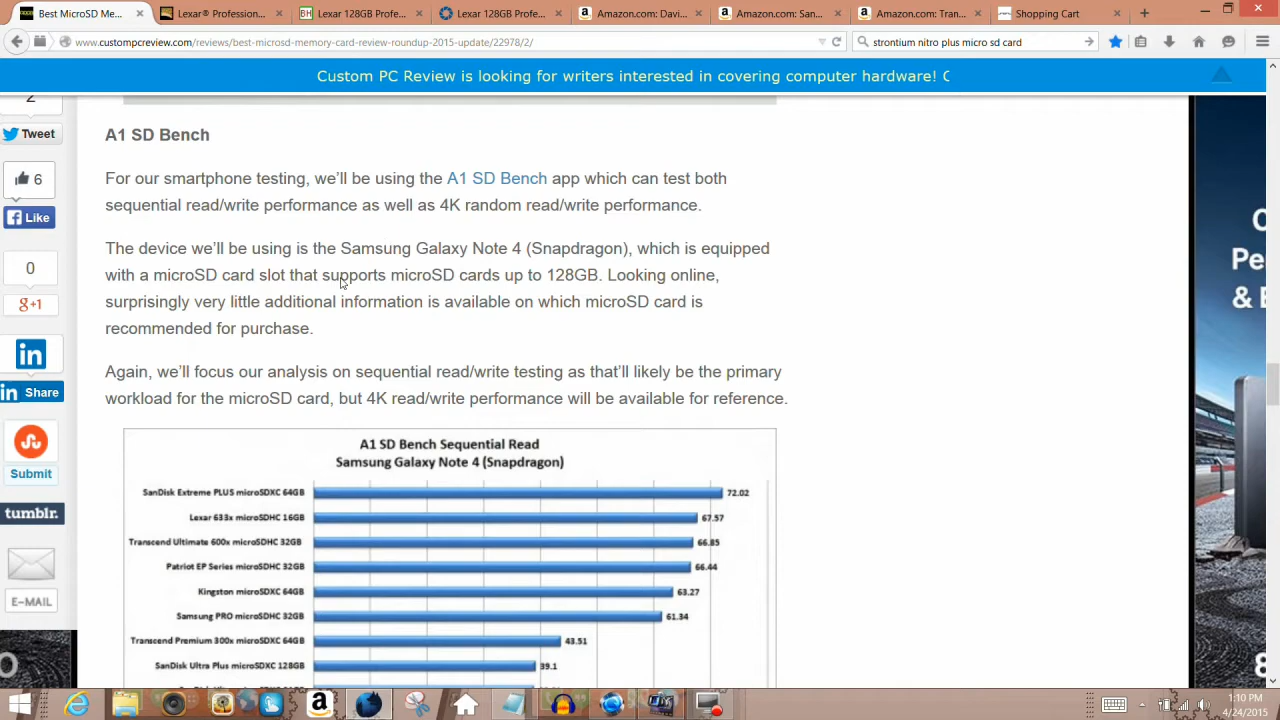 Best MicroSD Me...
Lexar® Profession...
Lexar 128GB Profe...
Lexar 128GB Profe...
Amazon.com: Davi...
Amazon.com: San...
Amazon.com: Tran...
Shopping Cart
www.custompcreview.com/reviews/best-microsd-memory-card-review-roundup-2015-update/22978/2/
strontium nitro plus micro sd card
Custom PC Review is looking for writers interested in covering computer hardware! C
2
Tweet
6
Like
0
g+1
in
in Share
Submit
tumblr.
E-MAIL
A1 SD Bench
For our smartphone testing, we'll be using the A1 SD Bench app which can test both
sequential read/write performance as well as 4K random read/write performance.
The device we'll be using is the Samsung Galaxy Note 4 (Snapdragon), which is equipped
with a microSD card slot that supports microSD cards up to 128GB. Looking online,
surprisingly very little additional information is available on which microSD card is
recommended for purchase.
Again, we'll focus our analysis on sequential read/write testing as that'll likely be the primary
workload for the microSD card, but 4K read/write performance will be available for reference.
A1 SD Bench Sequential Read
Samsung Galaxy Note 4 (Snapdragon)
SanDisk Extreme PLUS microSDXC 64GB 72.02
Lexar 633x microSDHC 16GB 67.57
Transcend Ultimate 600x microSDHC 32GB 66.85
Patriot EP Series microSDHC 32GB 66.44
Kingston microSDXC 64GB 63.27
Samsung PRO microSDHC 32GB 61.34
Transcend Premium 300x microSDXC 64GB 43.51
SanDisk Ultra Plus microSDXC 128GB 39.1
Pe
& E
8
1:10 PM
4/24/2015